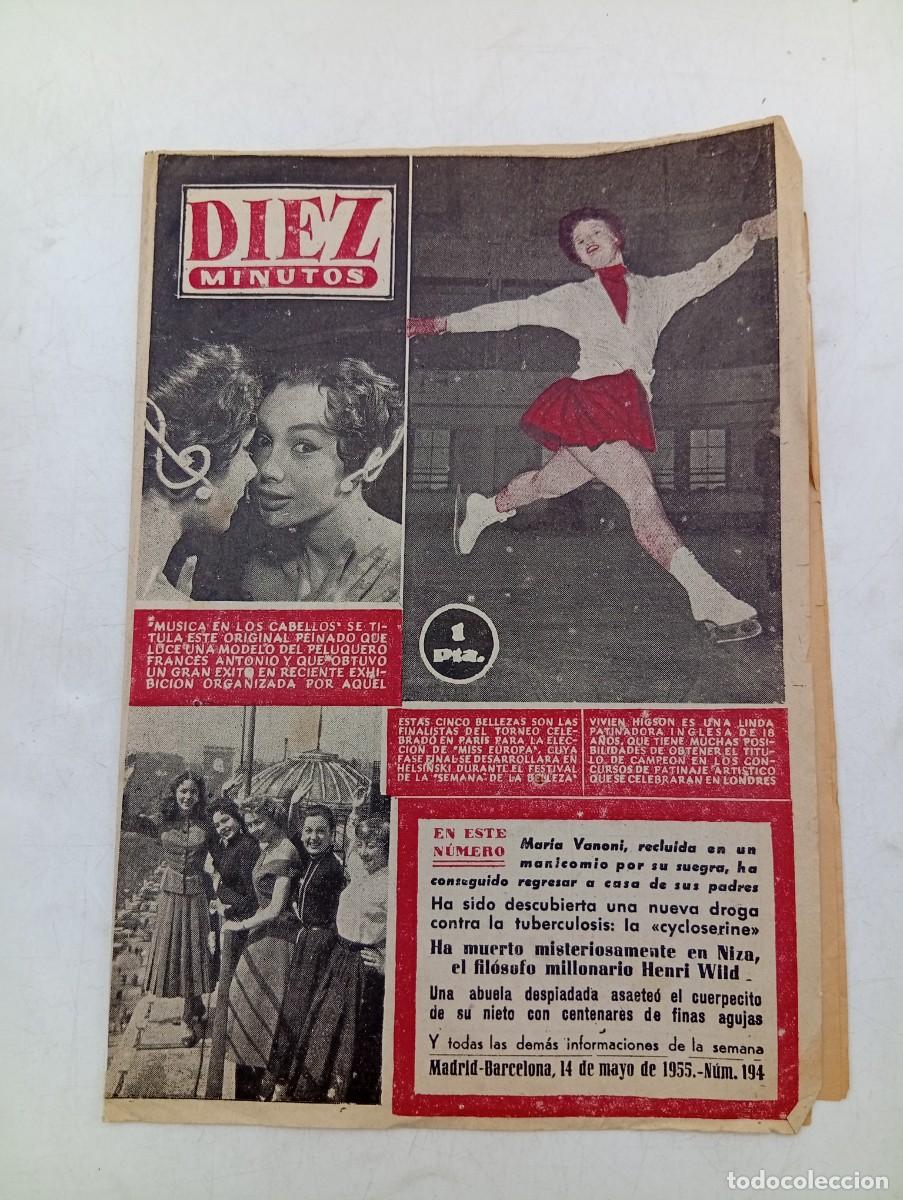 DIEZ
MINUTOS
"MUSICA EN LOS CABELLOS" SE TI-
TULA ESTE ORIGINAL PEINADO QUE
LUCE UNA MODELO DEL PELUQUERO
FRANCES ANTONIO Y QUE OBTUVO
UN GRAN EXITO EN RECIENTE EXHI-
BICION ORGANIZADA POR AQUEL
1
Pta.
ESTAS CINCO BELLEZAS SON LAS
FINALISTAS DEL TORNEO CELE-
BRADO EN PARIS PARA LA ELEC-
CION DE "MISS EUROPA", CUYA
FASE FINAL SE DESARROLLARA EN
HELSINKI DURANTE EL FESTIVAL
DE LA "SEMANA DE LA BELLEZA"
VIVIEN HIGSON ES UNA LINDA
PATINADORA INGLESA DE 18
AÑOS, QUE TIENE MUCHAS POSI-
BILIDADES DE OBTENER EL TITU-
LO DE CAMPEON EN LOS CON-
CURSOS DE PATINAJE ARTISTICO
QUE SE CELEBRARAN EN LONDRES
EN ESTE
NÚMERO
María Vanoni, recluida en un
manicomio por su suegra, ha
conseguido regresar a casa de sus padres
Ha sido descubierta una nueva droga
contra la tuberculosis: la «cycloserine»
Ha muerto misteriosamente en Niza,
el filósofo millonario Henri Wild
Una abuela despiadada asaeteó el cuerpecito
de su nieto con centenares de finas agujas
Y todas las demás informaciones de la semana
Madrid-Barcelona, 14 de mayo de 1955.-Núm. 194
todocoleccion